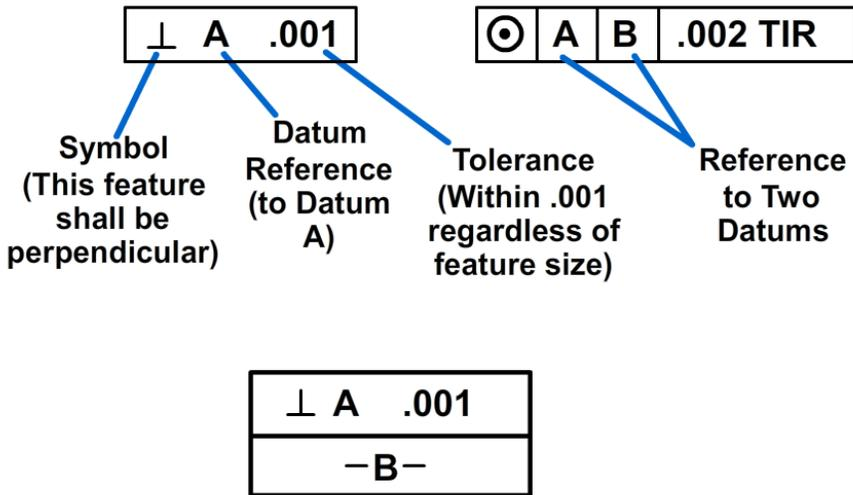 ⊥ A .001
⊙ A B .002 TIR
Symbol
(This feature
shall be
perpendicular)
Datum
Reference
(to Datum
A)
Tolerance
(Within .001
regardless of
feature size)
Reference
to Two
Datums
⊥ A .001
–B–